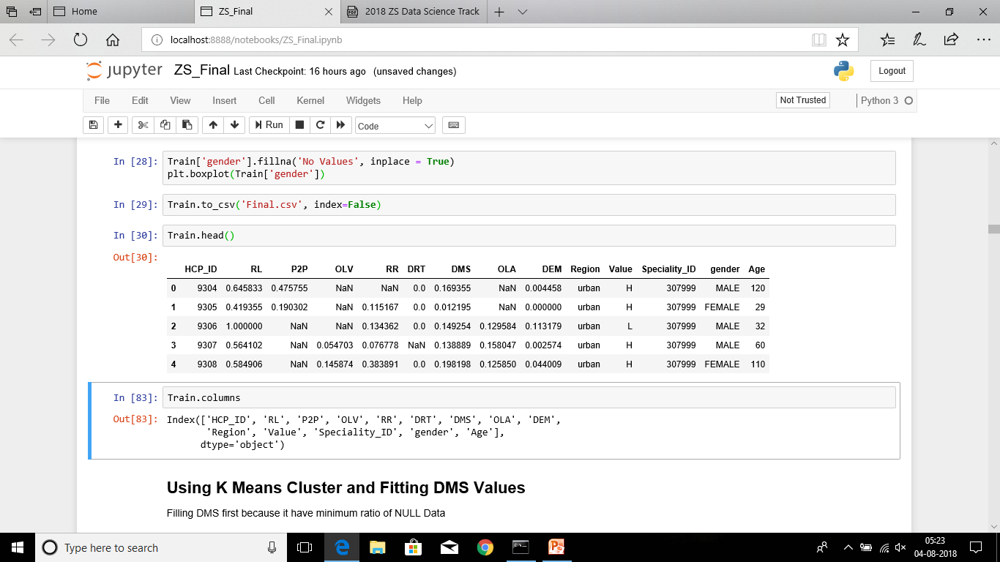 Home
ZS_Final
2018 ZS Data Science Track
localhost:8888/notebooks/ZS_Final.ipynb
jupyter ZS_Final Last Checkpoint: 16 hours ago (unsaved changes)
Logout
File Edit View Insert Cell Kernel Widgets Help
Not Trusted
Python 3
Run
Code
In [28]: Train['gender'].fillna('No Values', inplace = True)
plt.boxplot(Train['gender'])
In [29]: Train.to_csv('Final.csv', index=False)
In [30]: Train.head()
Out[30]:
HCP_ID RL P2P OLV RR DRT DMS OLA DEM Region Value Speciality_ID gender Age
0 9304 0.645833 0.475755 NaN NaN 0.0 0.169355 NaN 0.004458 urban H 307999 MALE 120
1 9305 0.419355 0.190302 NaN 0.115167 0.0 0.012195 NaN 0.000000 urban H 307999 FEMALE 29
2 9306 1.000000 NaN NaN 0.134362 0.0 0.149254 0.129584 0.113179 urban L 307999 MALE 32
3 9307 0.564102 NaN 0.054703 0.076778 NaN 0.138889 0.158047 0.002574 urban H 307999 MALE 60
4 9308 0.584906 NaN 0.145874 0.383891 0.0 0.198198 0.125850 0.044009 urban H 307999 FEMALE 110
In [83]: Train.columns
Out[83]: Index(['HCP_ID', 'RL', 'P2P', 'OLV', 'RR', 'DRT', 'DMS', 'OLA', 'DEM',
'Region', 'Value', 'Speciality_ID', 'gender', 'Age'],
dtype='object')
Using K Means Cluster and Fitting DMS Values
Filling DMS first because it have minimum ratio of NULL Data
Type here to search
05:23
04-08-2018